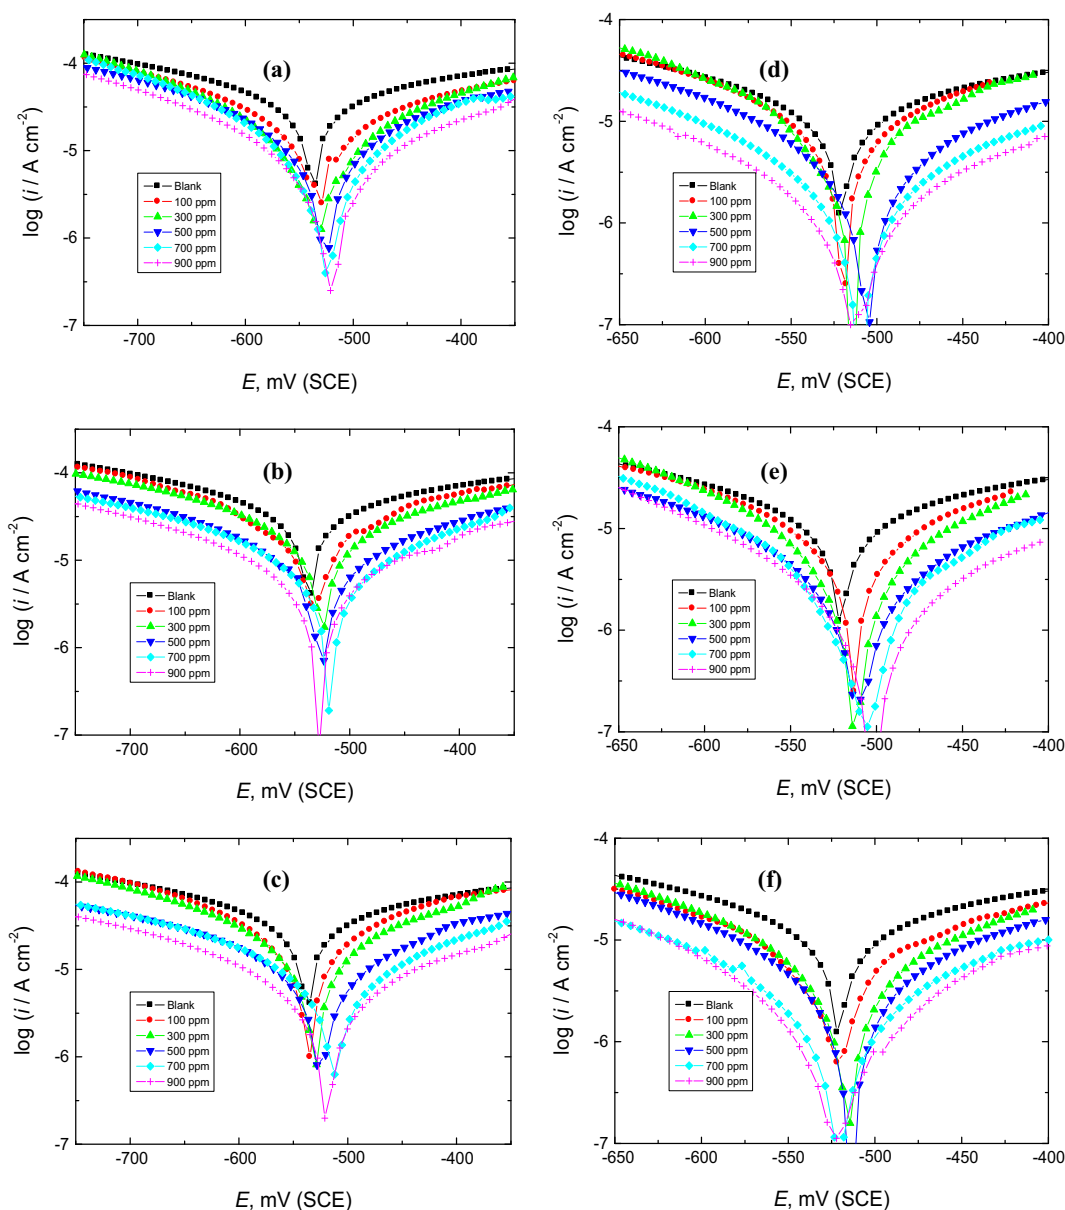 (a)
-4
-5
-6
-7
log (i / A cm-2)
Blank
100 ppm
300 ppm
500 ppm
700 ppm
900 ppm
-700
-600
-500
-400
E, mV (SCE)
(d)
-4
-5
-6
-7
log (i / A cm-2)
Blank
100 ppm
300 ppm
500 ppm
700 ppm
900 ppm
-650
-600
-550
-500
-450
-400
E, mV (SCE)
(b)
-4
-5
-6
-7
log (i / A cm-2)
Blank
100 ppm
300 ppm
500 ppm
700 ppm
900 ppm
-700
-600
-500
-400
E, mV (SCE)
(e)
-4
-5
-6
-7
log (i / A cm-2)
Blank
100 ppm
300 ppm
500 ppm
700 ppm
900 ppm
-650
-600
-550
-500
-450
-400
E, mV (SCE)
(c)
-4
-5
-6
-7
log (i / A cm-2)
Blank
100 ppm
300 ppm
500 ppm
700 ppm
900 ppm
-700
-600
-500
-400
E, mV (SCE)
(f)
-4
-5
-6
-7
log (i / A cm-2)
Blank
100 ppm
300 ppm
500 ppm
700 ppm
900 ppm
-650
-600
-550
-500
-450
-400
E, mV (SCE)